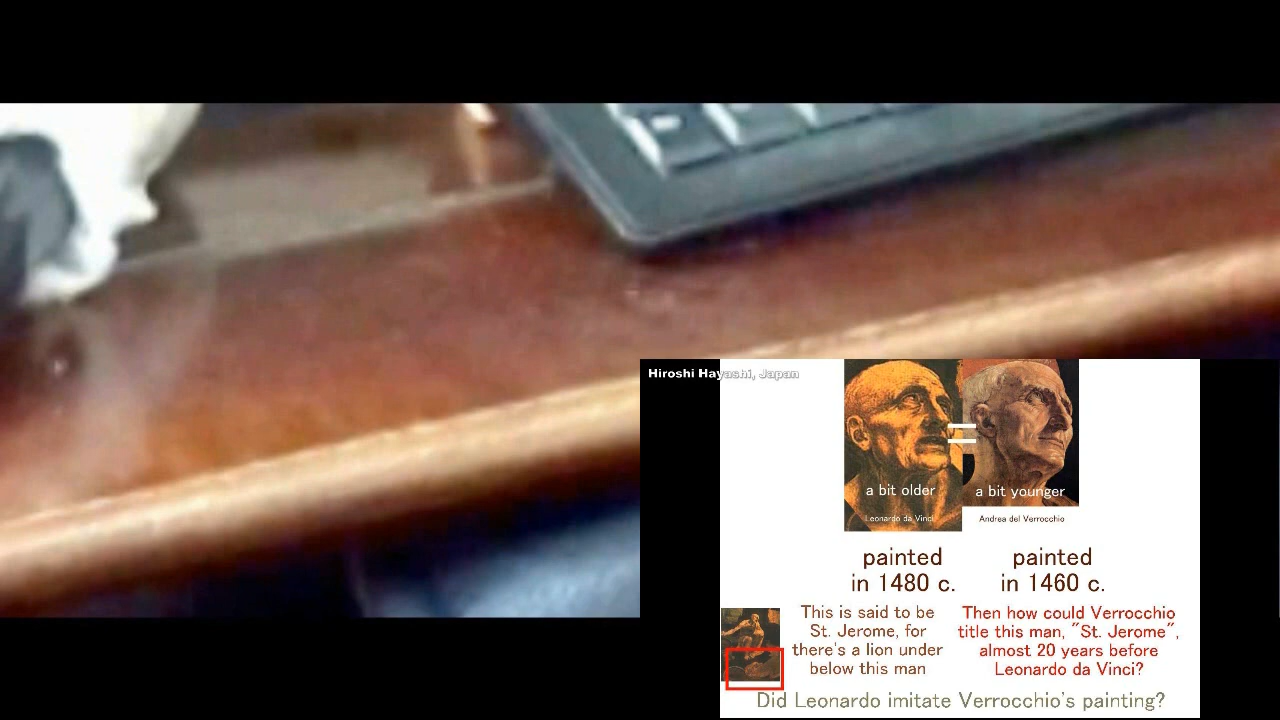 Hiroshi Hayashi, Japan
a bit older
a bit younger
Leonardo da Vinci
Andrea del Verrocchio
painted
in 1480 c.
painted
in 1460 c.
This is said to be
St. Jerome, for
there's a lion under
below this man
Then how could Verrocchio
title this man, "St. Jerome",
almost 20 years before
Leonardo da Vinci?
Did Leonardo imitate Verrocchio's painting?